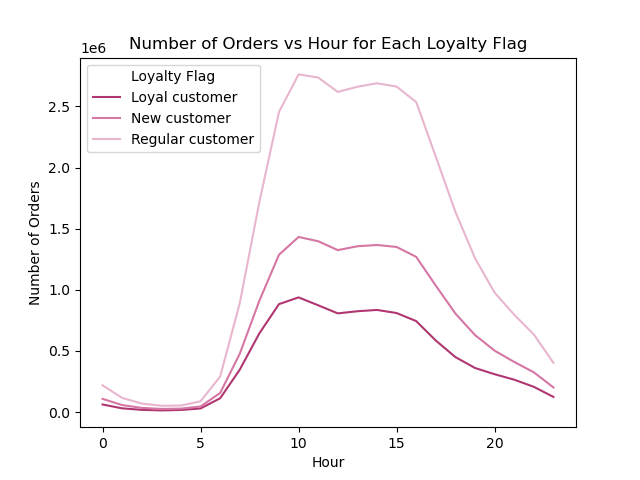 Number of Orders vs Hour for Each Loyalty Flag
1e6
Loyalty Flag
Loyal customer
New customer
Regular customer
Number of Orders
2.5
2.0
1.5
1.0
0.5
0.0
0 5 10 15 20
Hour